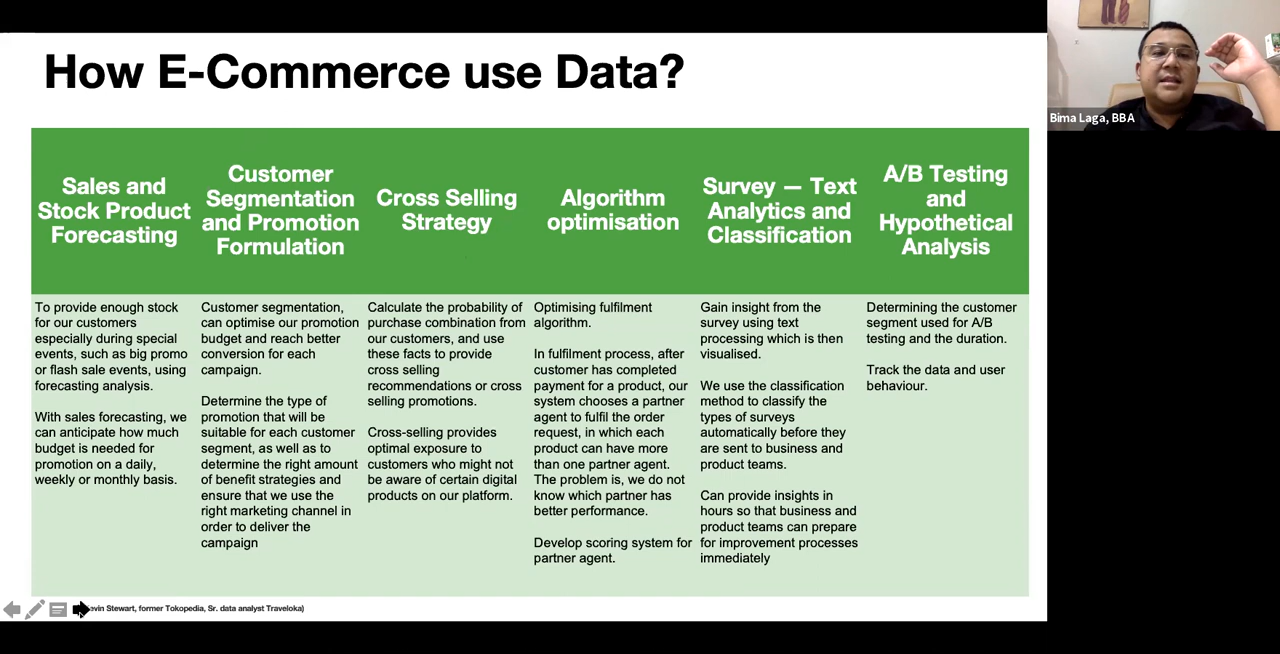 How E-Commerce use Data?
Sales and
Stock Product
Forecasting
Customer
Segmentation
and Promotion
Formulation
Cross Selling
Strategy
Algorithm
optimisation
Survey — Text
Analytics and
Classification
A/B Testing
and
Hypothetical
Analysis
To provide enough stock
for our customers
especially during special
events, such as big promo
or flash sale events, using
forecasting analysis.
With sales forecasting, we
can anticipate how much
budget is needed for
promotion on a daily,
weekly or monthly basis.
Customer segmentation,
can optimise our promotion
budget and reach better
conversion for each
campaign.
Determine the type of
promotion that will be
suitable for each customer
segment, as well as to
determine the right amount
of benefit strategies and
ensure that we use the
right marketing channel in
order to deliver the
campaign
Calculate the probability of
purchase combination from
our customers, and use
these facts to provide
cross selling
recommendations or cross
selling promotions.
Cross-selling provides
optimal exposure to
customers who might not
be aware of certain digital
products on our platform.
Optimising fulfilment
algorithm.
In fulfilment process, after
customer has completed
payment for a product, our
system chooses a partner
agent to fulfil the order
request, in which each
product can have more
than one partner agent.
The problem is, we do not
know which partner has
better performance.
Develop scoring system for
partner agent.
Gain insight from the
survey using text
processing which is then
visualised.
We use the classification
method to classify the
types of surveys
automatically before they
are sent to business and
product teams.
Can provide insights in
hours so that business and
product teams can prepare
for improvement processes
immediately
Determining the customer
segment used for A/B
testing and the duration.
Track the data and user
behaviour.
Stewart, former Tokopedia, Sr. data analyst Traveloka)
Bima Laga, BBA